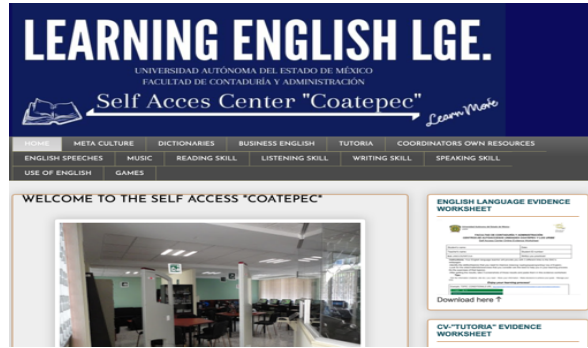 LEARNING ENGLISH LGE.
UNIVERSIDAD AUTÓNOMA DEL ESTADO DE MÉXICO
FACULTAD DE CONTADURÍA Y ADMINISTRACIÓN
Self Acces Center "Coatepec"
Learn More
HOME META CULTURE DICTIONARIES BUSINESS ENGLISH TUTORIA COORDINATORS OWN RESOURCES
ENGLISH SPEECHES MUSIC READING SKILL LISTENING SKILL WRITING SKILL SPEAKING SKILL
USE OF ENGLISH GAMES
WELCOME TO THE SELF ACCESS "COATEPEC"
ENGLISH LANGUAGE EVIDENCE
WORKSHEET
Download here ↑
CV-"TUTORIA" EVIDENCE
WORKSHEET